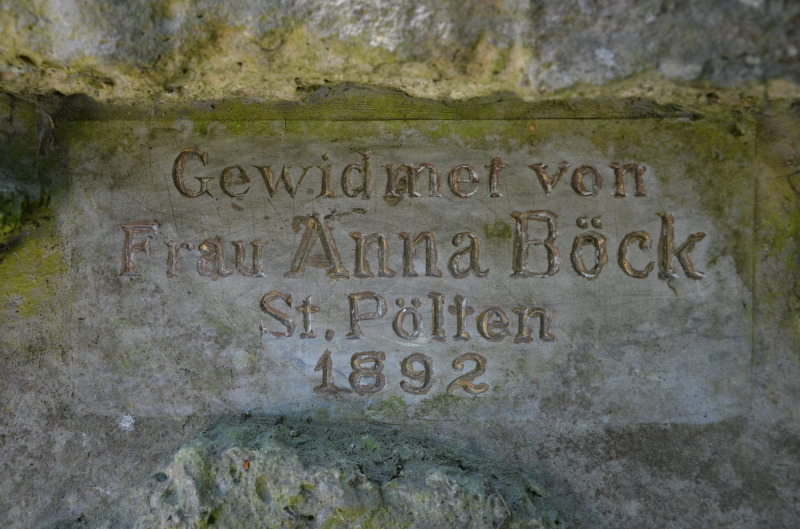 Gewidmet von
Frau Anna Böck
St. Pölten
1892